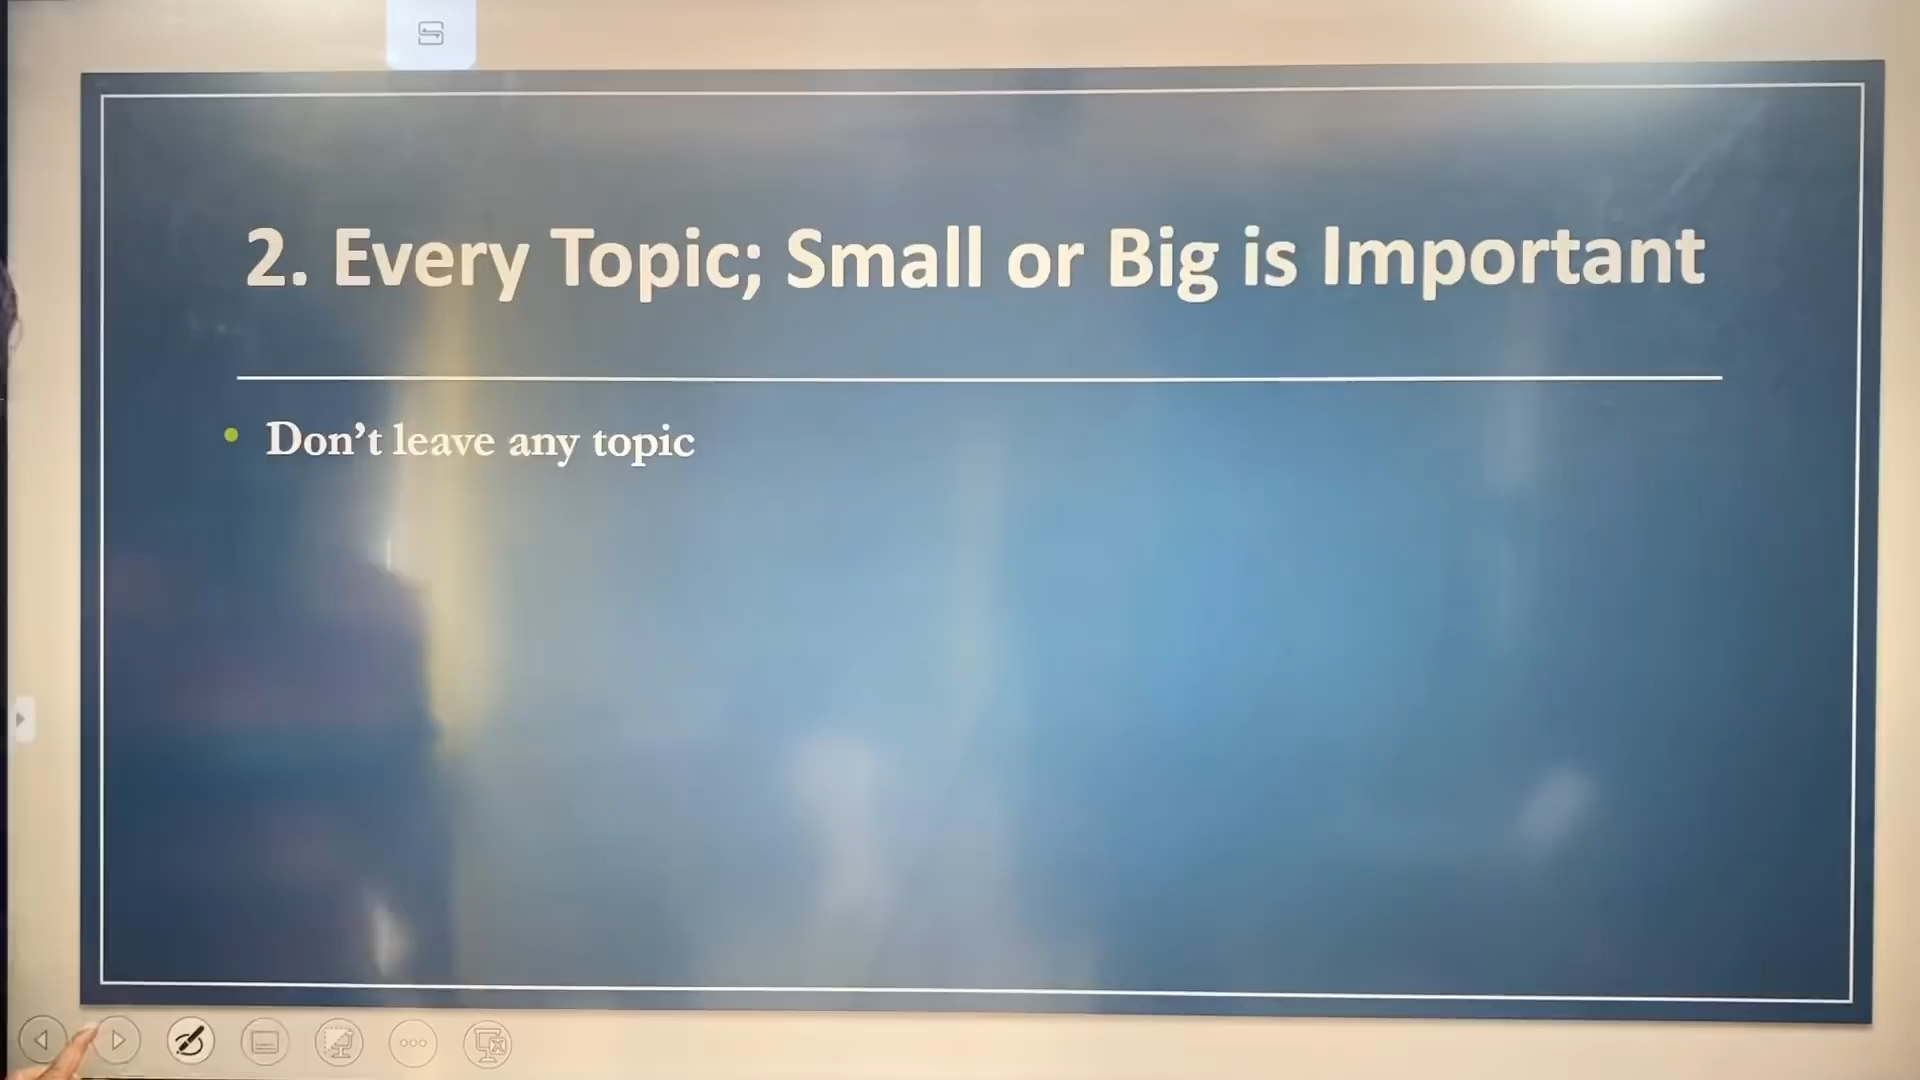 2. Every Topic; Small or Big is Important
• Don’t leave any topic